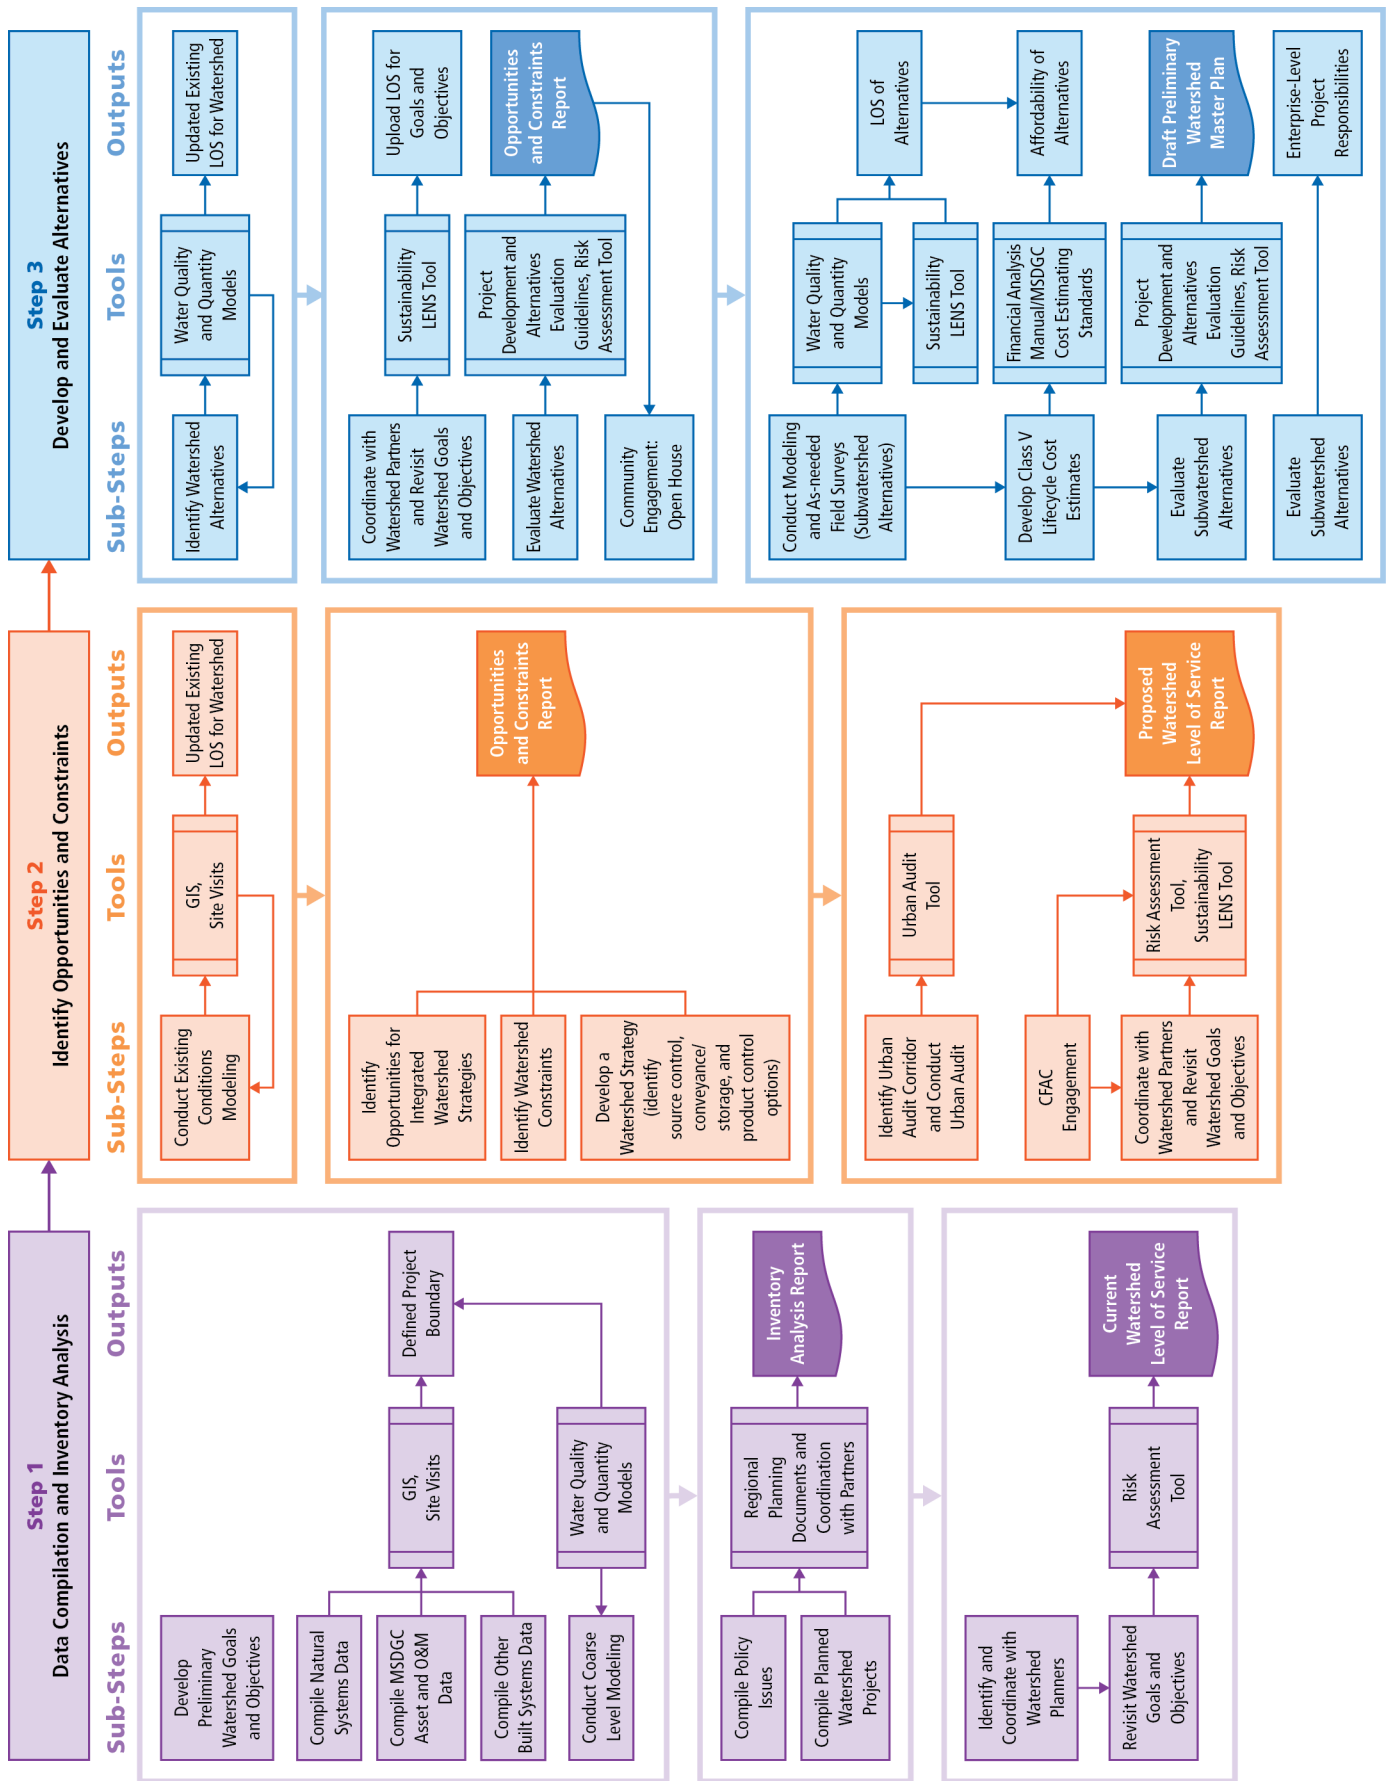 Step 1
Data Compilation and Inventory Analysis
Sub-Steps
Tools
Outputs
Develop
Preliminary
Watershed Goals
and Objectives
Compile Natural
Systems Data
Compile MSDGC
Asset and O&M
Data
Compile Other
Built Systems Data
GIS,
Site Visits
Defined Project
Boundary
Conduct Coarse
Level Modeling
Water Quality
and Quantity
Models
Compile Policy
Issues
Compile Planned
Watershed
Projects
Regional
Planning
Documents and
Coordination
with Partners
Inventory
Analysis Report
Identify and
Coordinate with
Watershed
Planners
Revisit Watershed
Goals and
Objectives
Risk
Assessment
Tool
Current
Watershed
Level of Service
Report
Step 2
Identify Opportunities and Constraints
Sub-Steps
Tools
Outputs
Conduct Existing
Conditions
Modeling
GIS,
Site Visits
Updated Existing
LOS for Watershed
Identify
Opportunities for
Integrated
Watershed
Strategies
Identify Watershed
Constraints
Develop a
Watershed Strategy
(identify
source control,
conveyance/
storage, and
product control
options)
Opportunities
and Constraints
Report
Identify Urban
Audit Corridor
and Conduct
Urban Audit
Urban Audit
Tool
CFAC
Engagement
Coordinate with
Watershed Partners
and Revisit
Watershed Goals
and Objectives
Risk Assessment
Tool,
Sustainability
LENS Tool
Proposed
Watershed
Level of Service
Report
Step 3
Develop and Evaluate Alternatives
Sub-Steps
Tools
Outputs
Identify Watershed
Alternatives
Water Quality
and Quantity
Models
Updated Existing
LOS for Watershed
Coordinate with
Watershed Partners
and Revisit
Watershed Goals
and Objectives
Sustainability
LENS Tool
Upload LOS for
Goals and
Objectives
Evaluate Watershed
Alternatives
Project
Development and
Alternatives
Evaluation
Guidelines, Risk
Assessment Tool
Opportunities
and Constraints
Report
Community
Engagement:
Open House
Conduct Modeling
and As-needed
Field Surveys
(Subwatershed
Alternatives)
Water Quality
and Quantity
Models
Sustainability
LENS Tool
LOS of
Alternatives
Develop Class V
Lifecycle Cost
Estimates
Financial Analysis
Manual/MSDGC
Cost Estimating
Standards
Affordability of
Alternatives
Evaluate
Subwatershed
Alternatives
Project
Development and
Alternatives
Evaluation
Guidelines, Risk
Assessment Tool
Draft Preliminary
Watershed
Master Plan
Evaluate
Subwatershed
Alternatives
Enterprise-Level
Project
Responsibilities